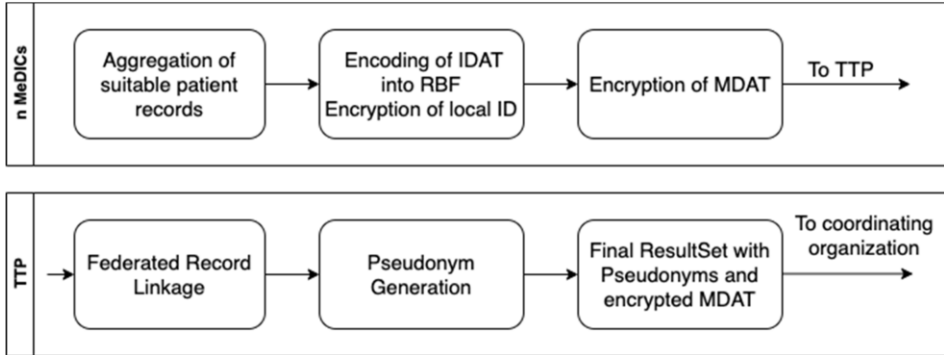 n MeDICs
Aggregation of
suitable patient
records
Encoding of IDAT
into RBF
Encryption of local ID
Encryption of MDAT
To TTP
TTP
Federated Record
Linkage
Pseudonym
Generation
Final ResultSet with
Pseudonyms and
encrypted MDAT
To coordinating
organization